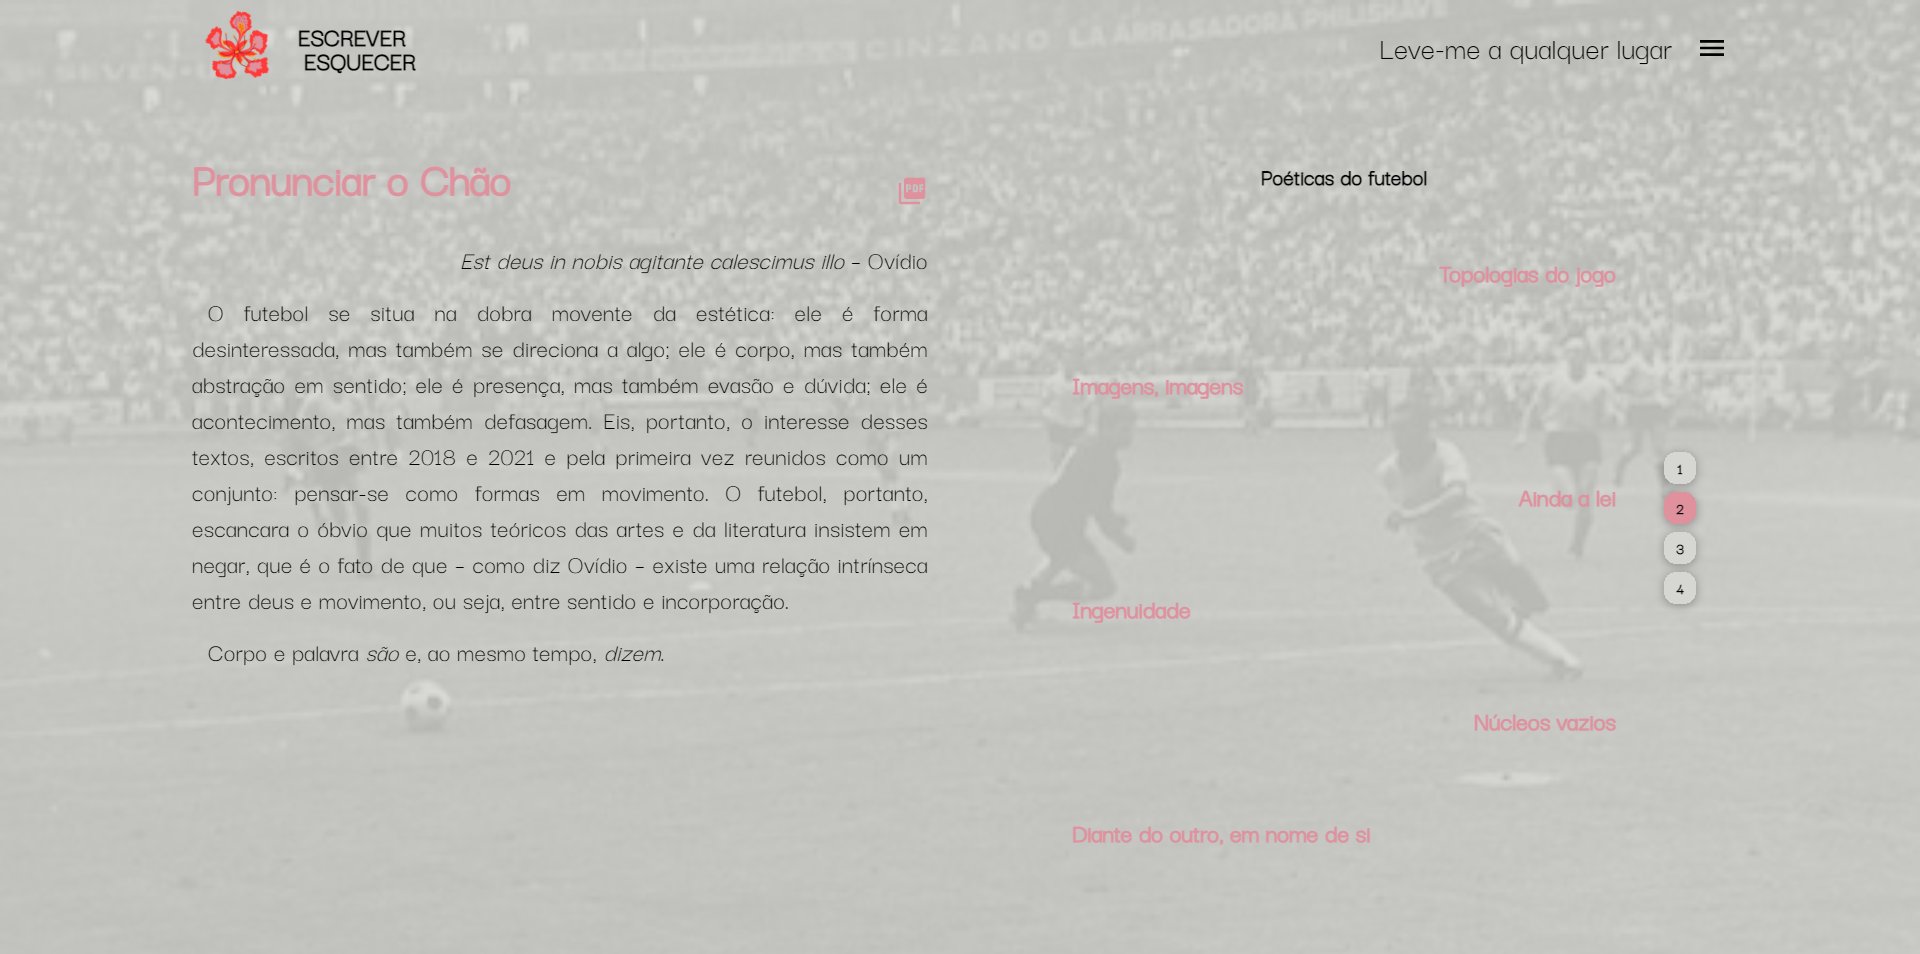 ESCREVER
ESQUECER
Leve-me a qualquer lugar
LA ARRASADORA PHILISHAVE
Pronunciar o Chão
PDF
Est deus in nobis agitante calescimus illo – Ovídio
O futebol se situa na dobra movente da estética: ele é forma
desinteressada, mas também se direciona a algo; ele é corpo, mas também
abstração em sentido; ele é presença, mas também evasão e dúvida; ele é
acontecimento, mas também defasagem. Eis, portanto, o interesse desses
textos, escritos entre 2018 e 2021 e pela primeira vez reunidos como um
conjunto: pensar-se como formas em movimento. O futebol, portanto,
escancara o óbvio que muitos teóricos das artes e da literatura insistem em
negar, que é o fato de que – como diz Ovídio – existe uma relação intrínseca
entre deus e movimento, ou seja, entre sentido e incorporação.
Corpo e palavra são e, ao mesmo tempo, dizem.
Poéticas do futebol
Topologias do jogo
Imagens, imagens
Ainda a lei
Ingenuidade
Núcleos vazios
Diante do outro, em nome de si
1
2
3
4